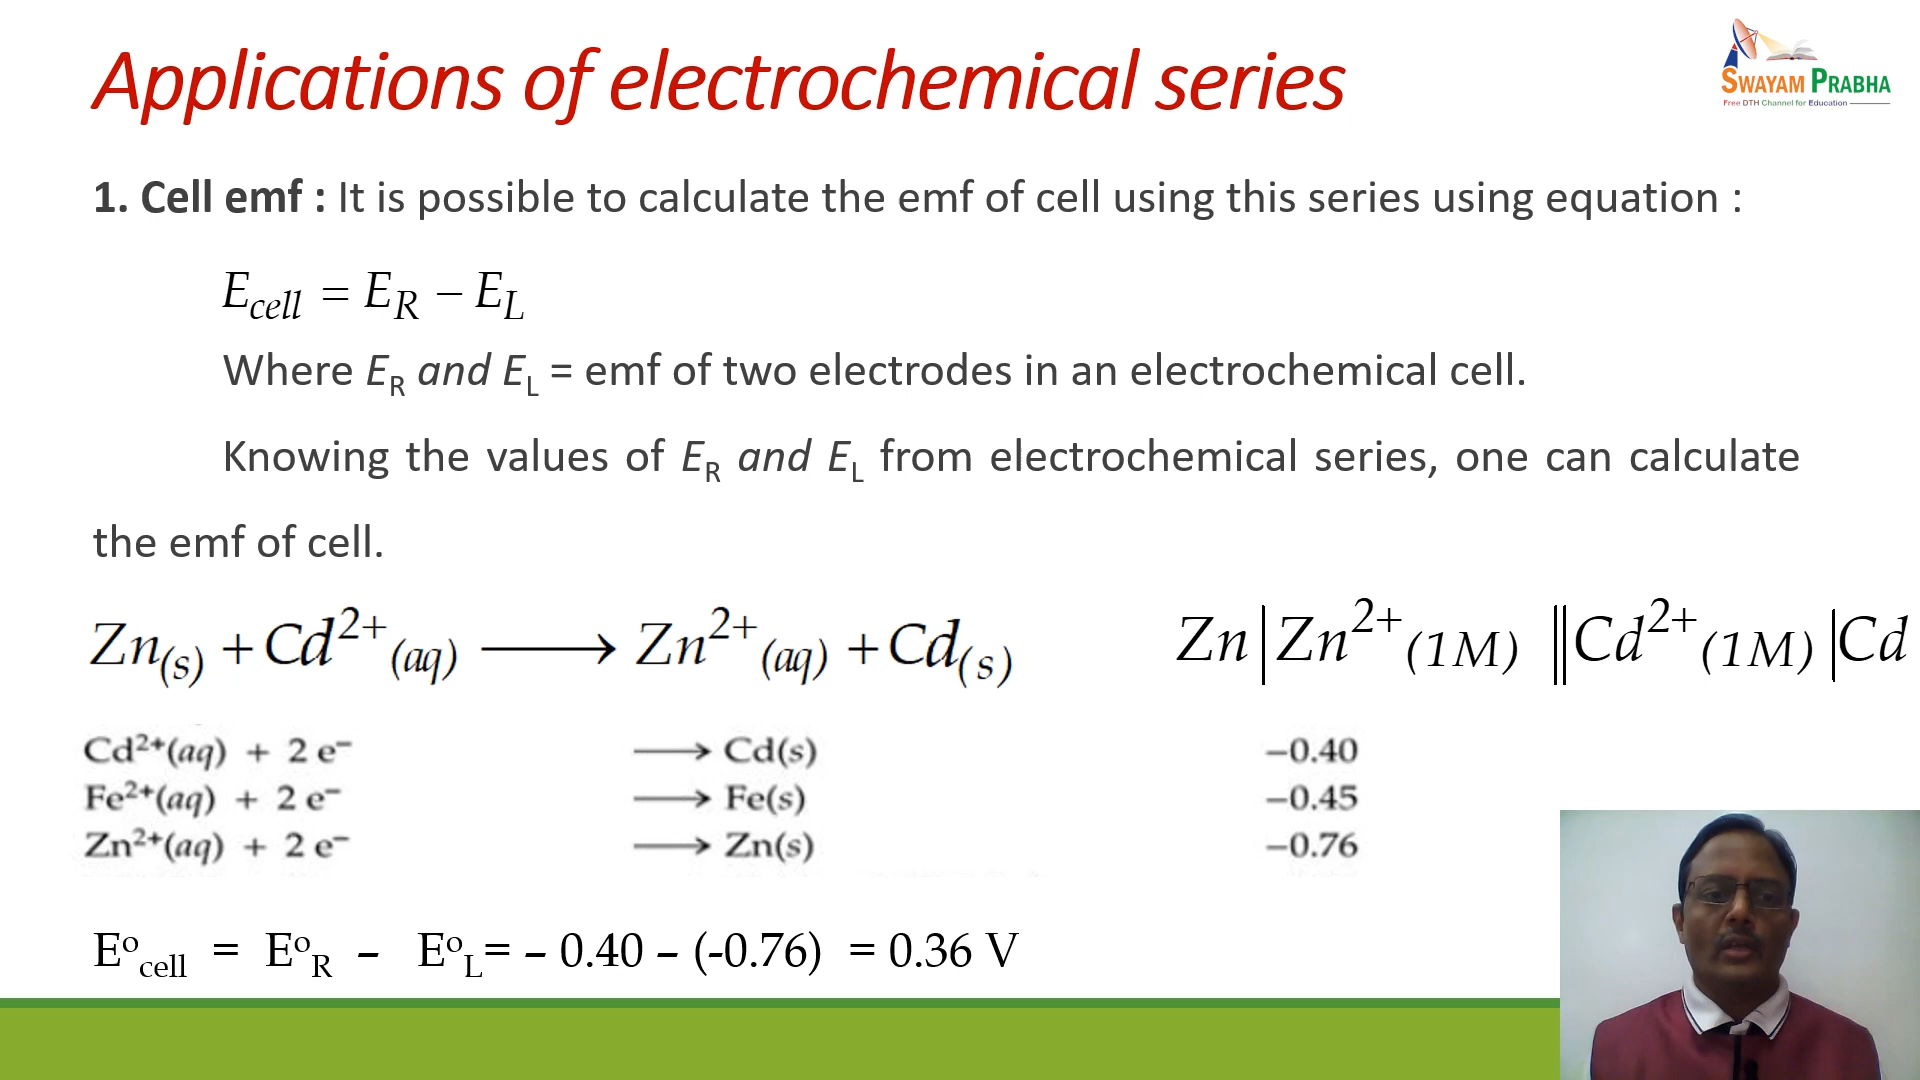 Applications of electrochemical series
SWAYAM PRABHA
Free DTH Channel for Education
1. Cell emf : It is possible to calculate the emf of cell using this series using equation :
E_cell = E_R – E_L
Where E_R and E_L = emf of two electrodes in an electrochemical cell.
Knowing the values of E_R and E_L from electrochemical series, one can calculate
the emf of cell.
Zn(s) + Cd²⁺(aq) ⟶ Zn²⁺(aq) + Cd(s) Zn|Zn²⁺(1M) ||Cd²⁺(1M)|Cd
Cd²⁺(aq) + 2 e⁻ ⟶ Cd(s) −0.40
Fe²⁺(aq) + 2 e⁻ ⟶ Fe(s) −0.45
Zn²⁺(aq) + 2 e⁻ ⟶ Zn(s) −0.76
E°_cell = E°_R – E°_L = – 0.40 – (-0.76) = 0.36 V